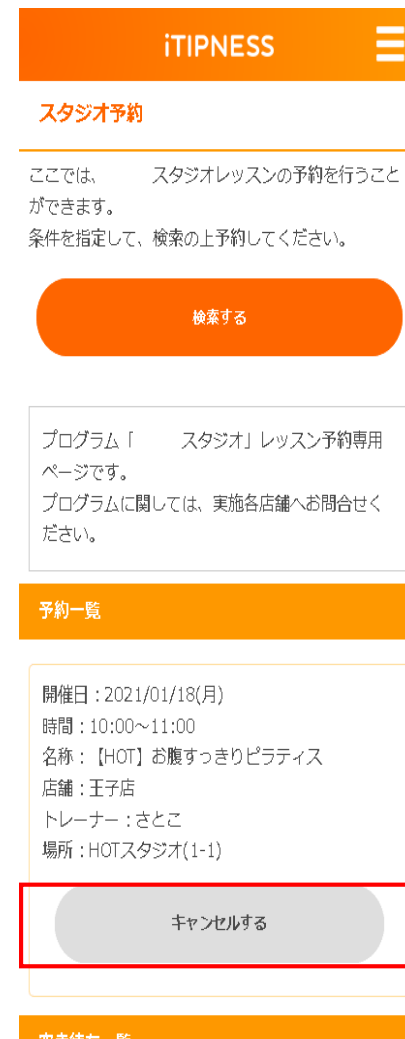 iTIPNESS
スタジオ予約
ここでは、 スタジオレッスンの予約を行うこと
ができます。
条件を指定して、検索の上予約してください。
検索する
プログラム「 スタジオ」レッスン予約専用
ページです。
プログラムに関しては、実施各店舗へお問合せく
ださい。
予約一覧
開催日:2021/01/18(月)
時間:10:00~11:00
名称:【HOT】お腹すっきりピラティス
店舗:王子店
トレーナー:さとこ
場所:HOTスタジオ(1-1)
キャンセルする